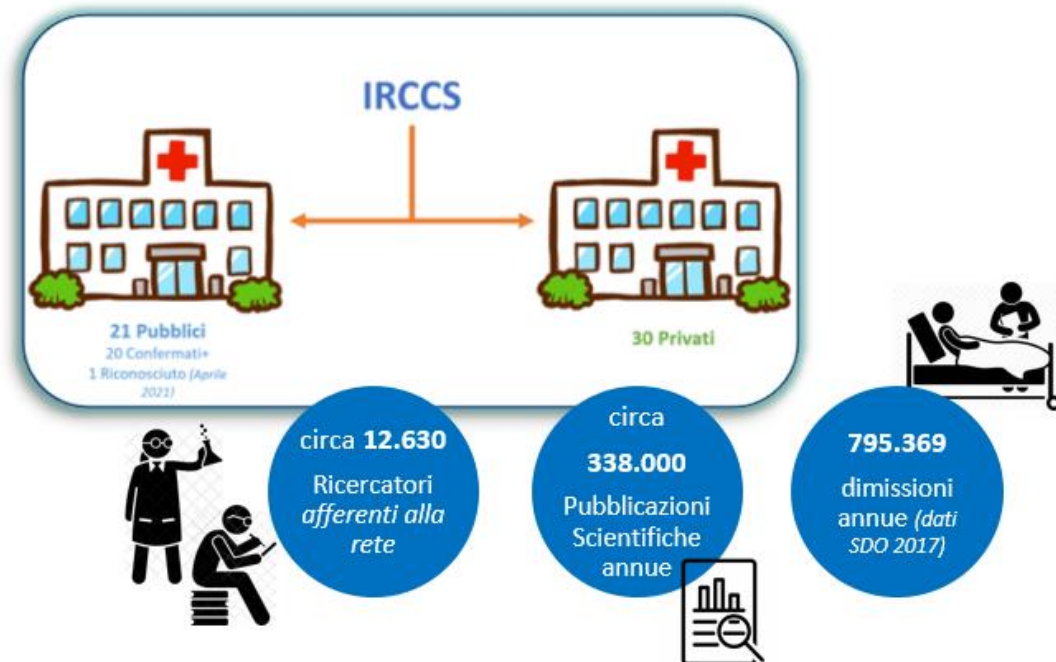 IRCCS
21 Pubblici
20 Confermati+
1 Riconosciuto (Aprile
2021)
30 Privati
circa 12.630
Ricercatori
afferenti alla
rete
circa
338.000
Pubblicazioni
Scientifiche
annue
795.369
dimissioni
annue (dati
SDO 2017)